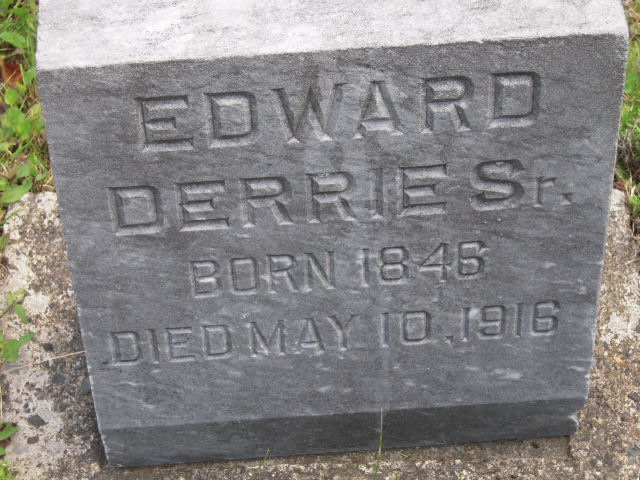 EDWARD
DERRIE Sr.
BORN 1846
DIED MAY 10, 1916